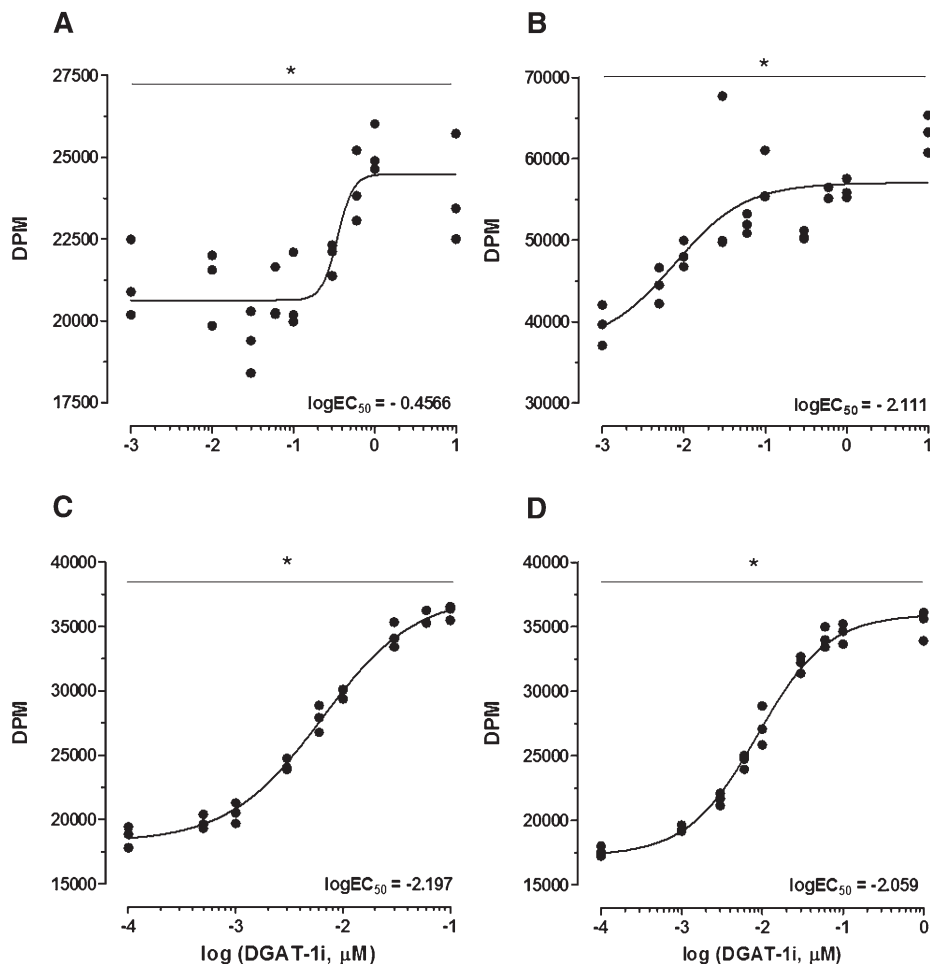 A
*
27500
25000
22500
20000
17500
DPM
logEC50 = - 0.4566
-3 -2 -1 0 1
B
*
70000
60000
50000
40000
30000
DPM
logEC50 = - 2.111
-3 -2 -1 0 1
C
*
40000
35000
30000
25000
20000
15000
DPM
logEC50 = -2.197
-4 -3 -2 -1
log (DGAT-1i, μM)
D
*
40000
35000
30000
25000
20000
15000
DPM
logEC50 = -2.059
-4 -3 -2 -1 0
log (DGAT-1i, μM)